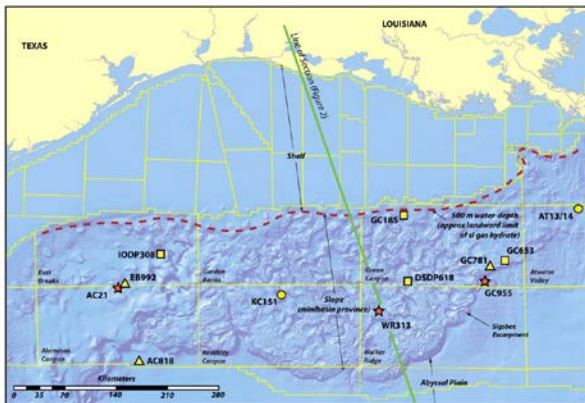 TEXAS
LOUISIANA
Line of Section (Figure 2)
Shelf
500 m water-depth
(approx landward limit
of sI gas hydrate)
GC185
AT13/14
IODP308
GC781
GC653
East
Breaks
EB992
Garden
Banks
Green
Canyon
DSDP618
Atwater
Valley
AC21
KC151
GC955
Slope
(minibasin province)
WR313
Sigsbee
Escarpment
Alaminos
Canyon
AC818
Keathley
Canyon
Walker
Ridge
Abyssal Plain
Kilometers
0 35 70 140 210 280